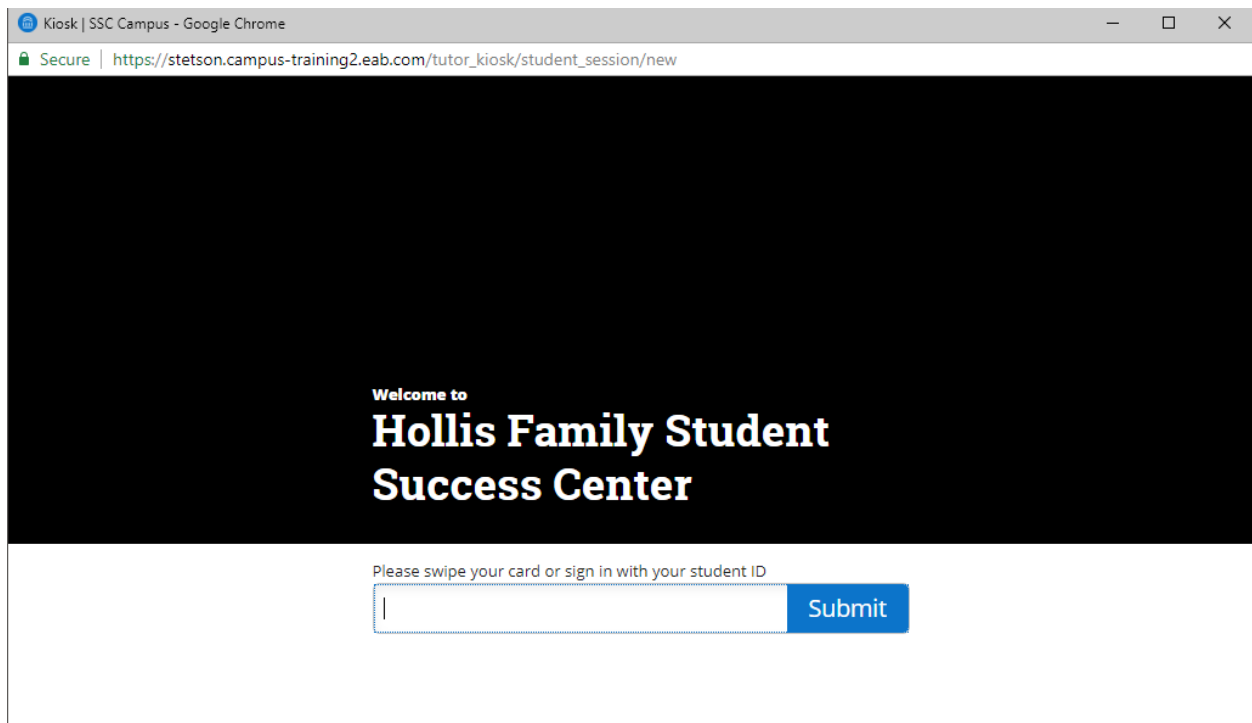 Kiosk | SSC Campus - Google Chrome
Secure | https://stetson.campus-training2.eab.com/tutor_kiosk/student_session/new
Welcome to
Hollis Family Student
Success Center
Please swipe your card or sign in with your student ID
Submit